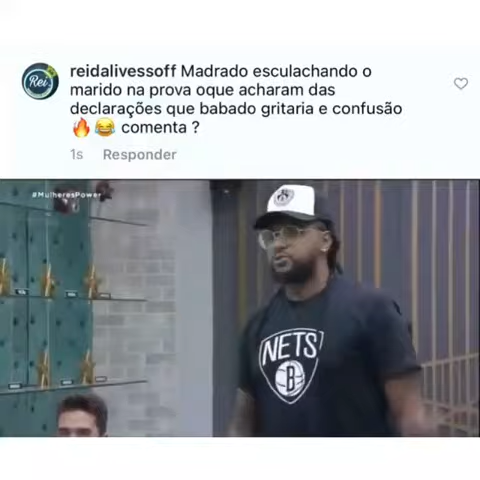 Rei
reidalivessoff Madrado esculachando o
marido na prova oque acharam das
declarações que babado gritaria e confusão
🔥😂 comenta ?
1s Responder
#MulheresPower
NETS
B